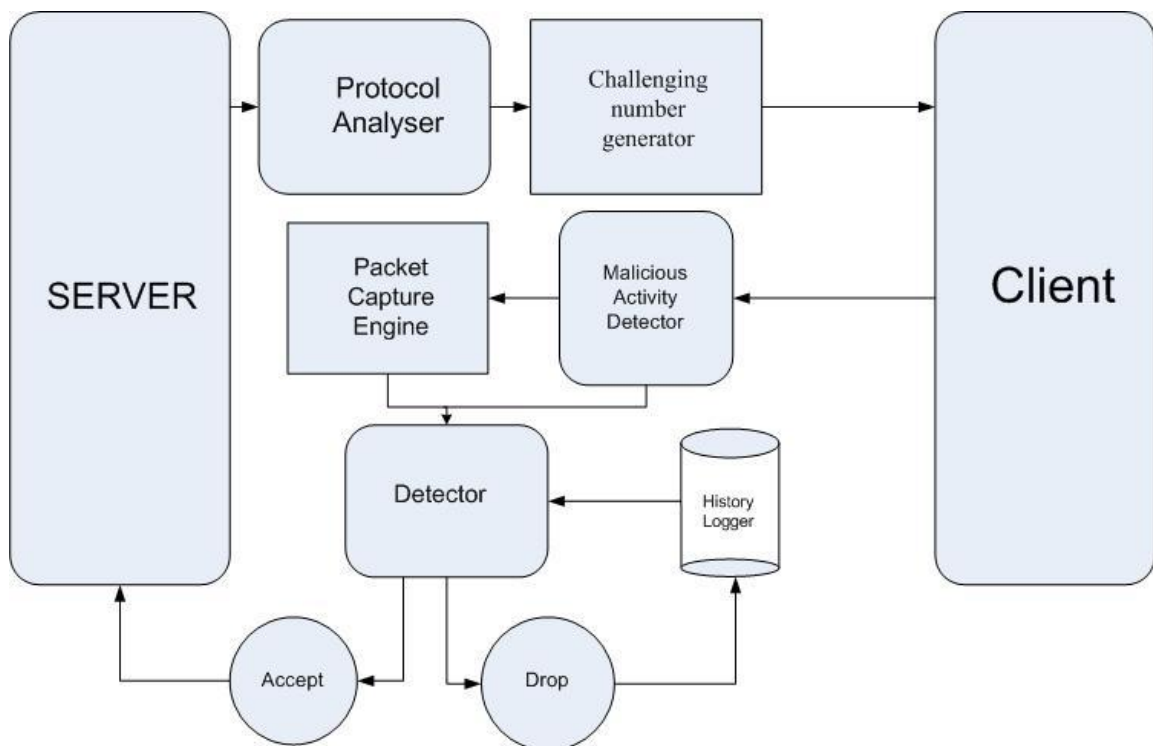 Protocol
Analyser
Challenging
number
generator
SERVER
Packet
Capture
Engine
Malicious
Activity
Detector
Client
Detector
History
Logger
Accept
Drop